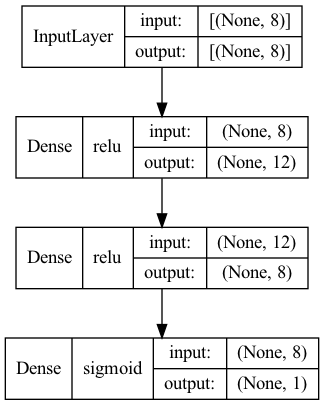 InputLayer input: [(None, 8)]
output: [(None, 8)]
Dense relu input: (None, 8)
output: (None, 12)
Dense relu input: (None, 12)
output: (None, 8)
Dense sigmoid input: (None, 8)
output: (None, 1)